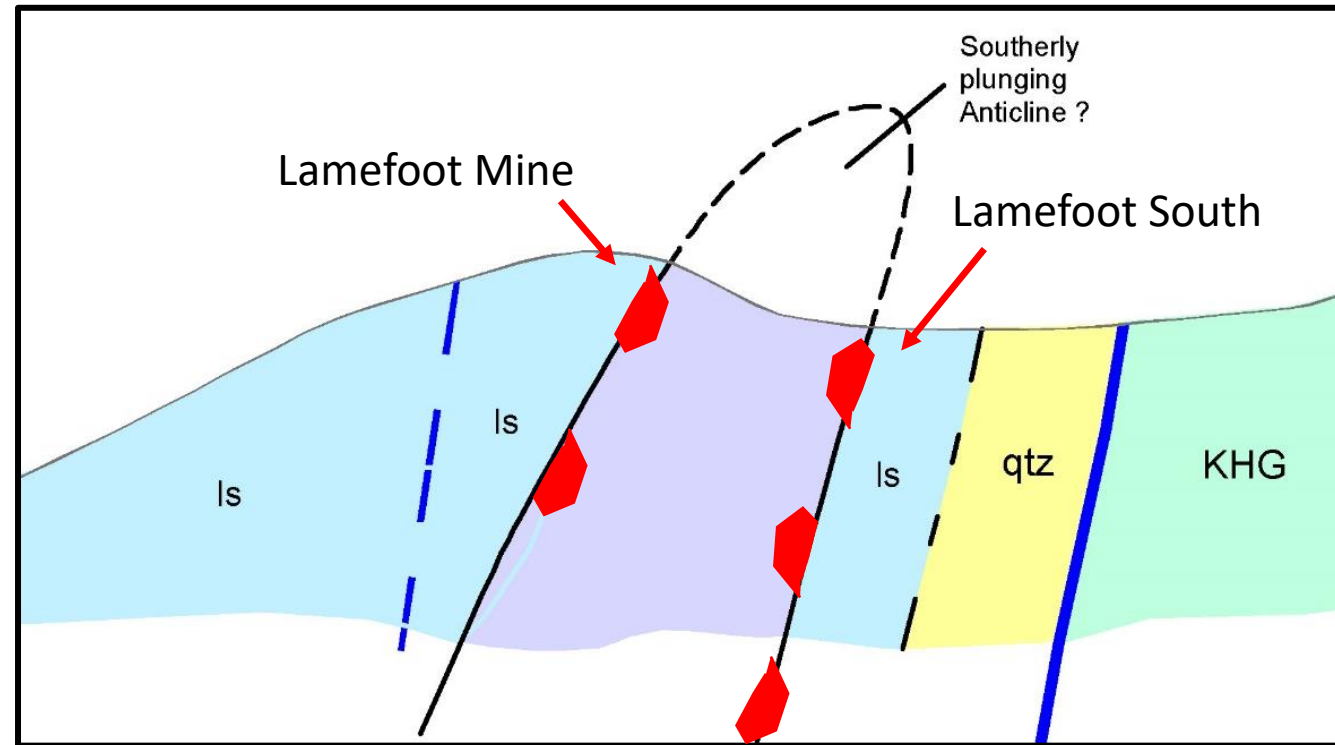 Southerly
plunging
Anticline ?
Lamefoot Mine
Lamefoot South
ls
ls
ls
qtz
KHG